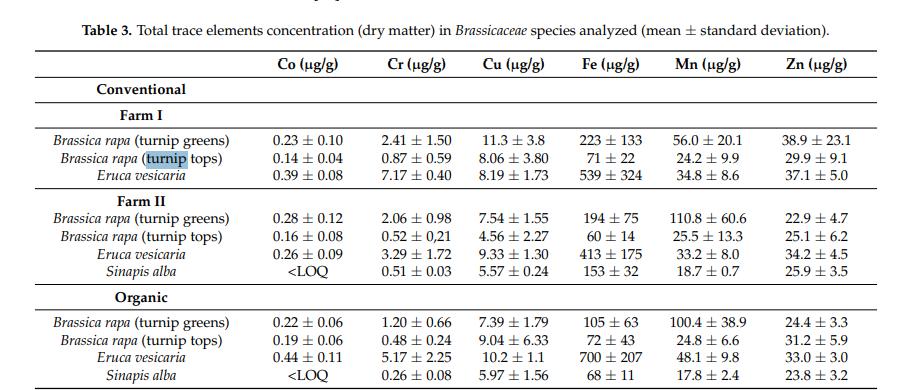 Table 3. Total trace elements concentration (dry matter) in Brassicaceae species analyzed (mean ± standard deviation).
Co (µg/g) Cr (µg/g) Cu (µg/g) Fe (µg/g) Mn (µg/g) Zn (µg/g)
Conventional
Farm I
Brassica rapa (turnip greens) 0.23 ± 0.10 2.41 ± 1.50 11.3 ± 3.8 223 ± 133 56.0 ± 20.1 38.9 ± 23.1
Brassica rapa (turnip tops) 0.14 ± 0.04 0.87 ± 0.59 8.06 ± 3.80 71 ± 22 24.2 ± 9.9 29.9 ± 9.1
Eruca vesicaria 0.39 ± 0.08 7.17 ± 0.40 8.19 ± 1.73 539 ± 324 34.8 ± 8.6 37.1 ± 5.0
Farm II
Brassica rapa (turnip greens) 0.28 ± 0.12 2.06 ± 0.98 7.54 ± 1.55 194 ± 75 110.8 ± 60.6 22.9 ± 4.7
Brassica rapa (turnip tops) 0.16 ± 0.08 0.52 ± 0,21 4.56 ± 2.27 60 ± 14 25.5 ± 13.3 25.1 ± 6.2
Eruca vesicaria 0.26 ± 0.09 3.29 ± 1.72 9.33 ± 1.30 413 ± 175 33.2 ± 8.0 34.2 ± 4.5
Sinapis alba <LOQ 0.51 ± 0.03 5.57 ± 0.24 153 ± 32 18.7 ± 0.7 25.9 ± 3.5
Organic
Brassica rapa (turnip greens) 0.22 ± 0.06 1.20 ± 0.66 7.39 ± 1.79 105 ± 63 100.4 ± 38.9 24.4 ± 3.3
Brassica rapa (turnip tops) 0.19 ± 0.06 0.48 ± 0.24 9.04 ± 6.33 72 ± 43 24.8 ± 6.6 31.2 ± 5.9
Eruca vesicaria 0.44 ± 0.11 5.17 ± 2.25 10.2 ± 1.1 700 ± 207 48.1 ± 9.8 33.0 ± 3.0
Sinapis alba <LOQ 0.26 ± 0.08 5.97 ± 1.56 68 ± 11 17.8 ± 2.4 23.8 ± 3.2